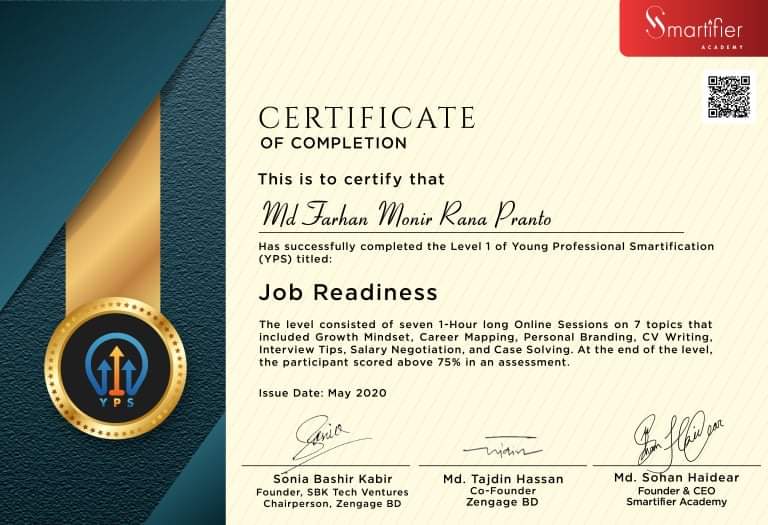 Smartifier
ACADEMY
CERTIFICATE
OF COMPLETION
This is to certify that
Md Farhan Monir Rana Pranto
Has successfully completed the Level 1 of Young Professional Smartification
(YPS) titled:
Job Readiness
The level consisted of seven 1-Hour long Online Sessions on 7 topics that
included Growth Mindset, Career Mapping, Personal Branding, CV Writing,
Interview Tips, Salary Negotiation, and Case Solving. At the end of the level,
the participant scored above 75% in an assessment.
Issue Date: May 2020
YPS
Sonia
Sonia Bashir Kabir
Founder, SBK Tech Ventures
Chairperson, Zengage BD
Md. Tajdin Hassan
Co-Founder
Zengage BD
Md. Sohan Haidear
Founder & CEO
Smartifier Academy